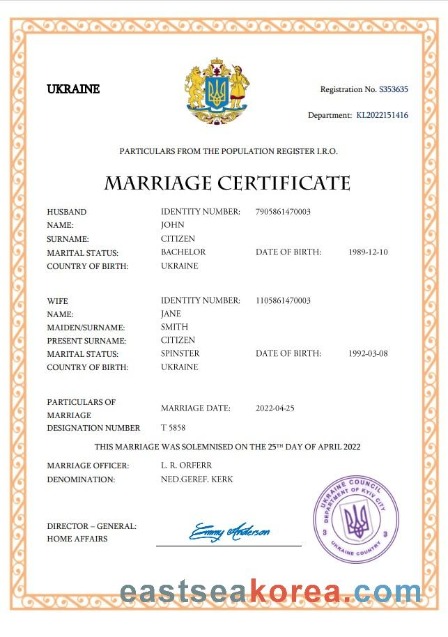 UKRAINE
Registration No. S353635
Department: KI.2022151416
PARTICULARS FROM THE POPULATION REGISTER I.R.O.
MARRIAGE CERTIFICATE
HUSBAND IDENTITY NUMBER: 7905861470003
NAME: JOHN
SURNAME: CITIZEN
MARITAL STATUS: BACHELOR DATE OF BIRTH: 1989-12-10
COUNTRY OF BIRTH: UKRAINE
WIFE IDENTITY NUMBER: 1105861470003
NAME: JANE
MAIDEN/SURNAME: SMITH
PRESENT SURNAME: CITIZEN
MARITAL STATUS: SPINSTER DATE OF BIRTH: 1992-03-08
COUNTRY OF BIRTH: UKRAINE
PARTICULARS OF
MARRIAGE MARRIAGE DATE: 2022-04-25
DESIGNATION NUMBER T 5858
THIS MARRIAGE WAS SOLEMNISED ON THE 25TH DAY OF APRIL 2022
MARRIAGE OFFICER: L. R. ORFERR
DENOMINATION: NED.GEREF. KERK
DIRECTOR – GENERAL:
HOME AFFAIRS
Emmy Anderson
UKRAINE COUNCIL
DEPARTMENT OF KYIV CITY
UKRAINE COUNTRY
eastseakorea.com